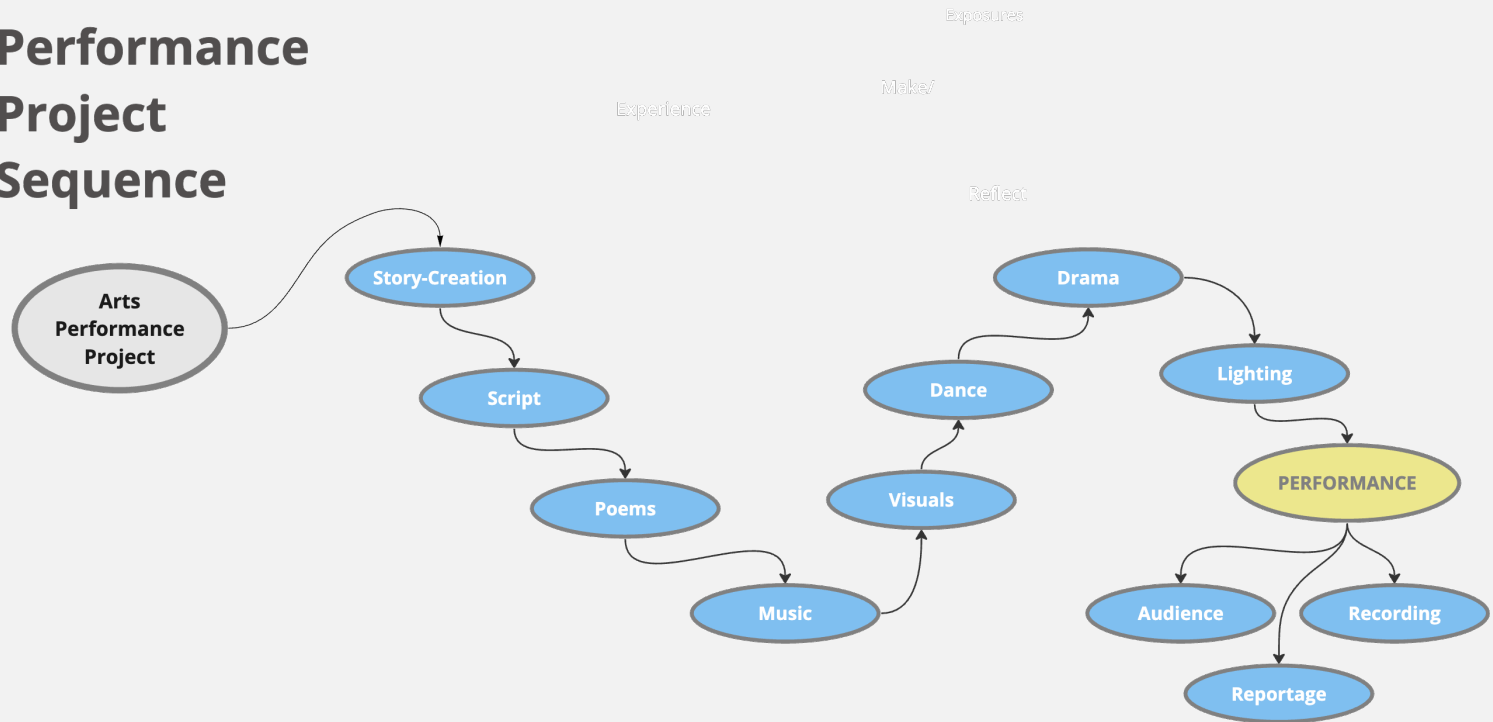 Performance
Project
Sequence
Exposures
Make/
Experience
Reflect
Arts
Performance
Project
Story-Creation
Script
Poems
Music
Visuals
Dance
Drama
Lighting
PERFORMANCE
Audience
Recording
Reportage